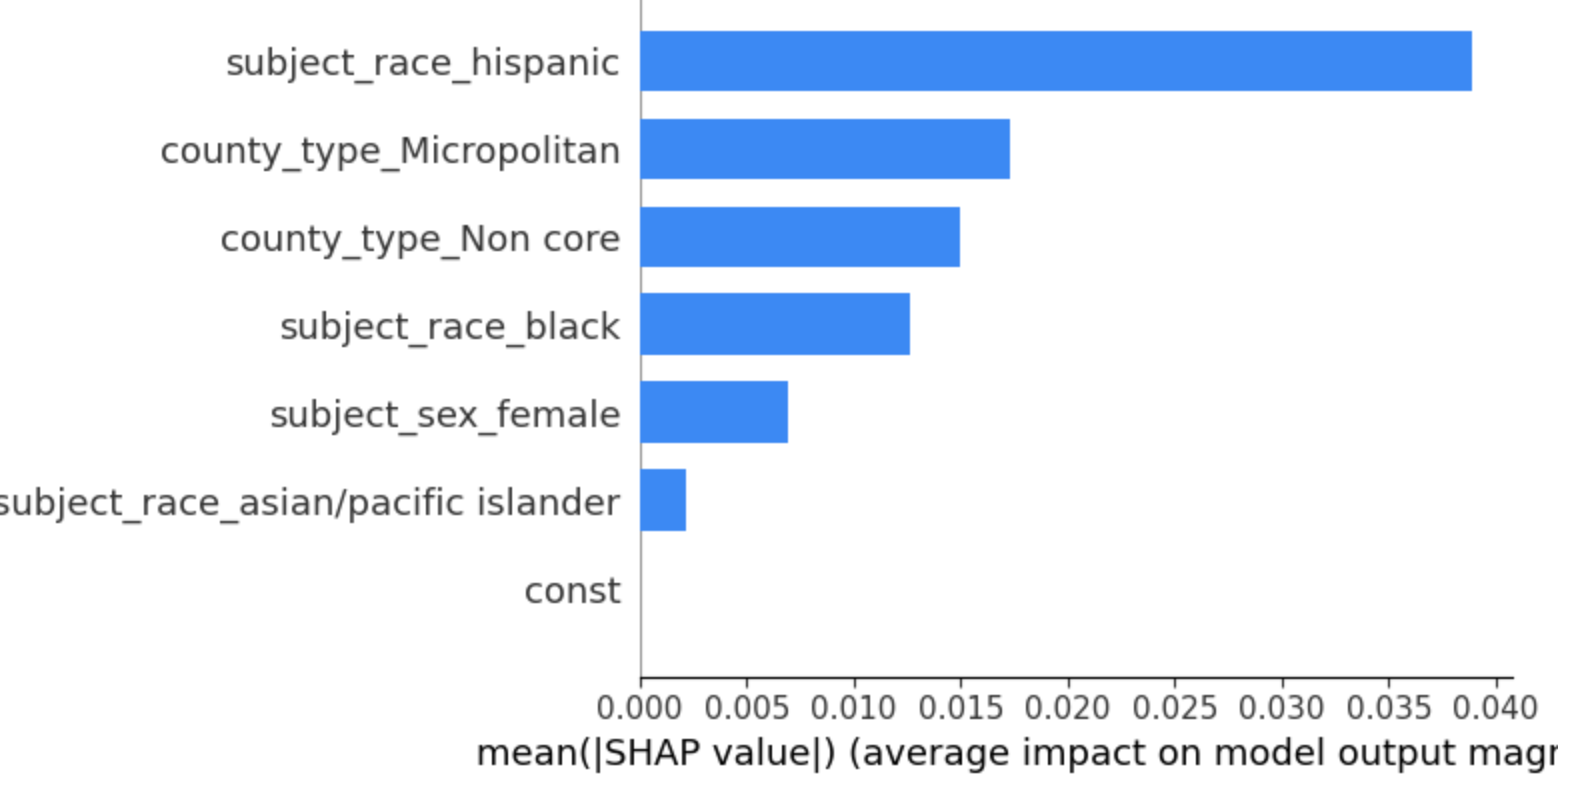 subject_race_hispanic
county_type_Micropolitan
county_type_Non core
subject_race_black
subject_sex_female
subject_race_asian/pacific islander
const
0.000 0.005 0.010 0.015 0.020 0.025 0.030 0.035 0.040
mean(|SHAP value|) (average impact on model output magr